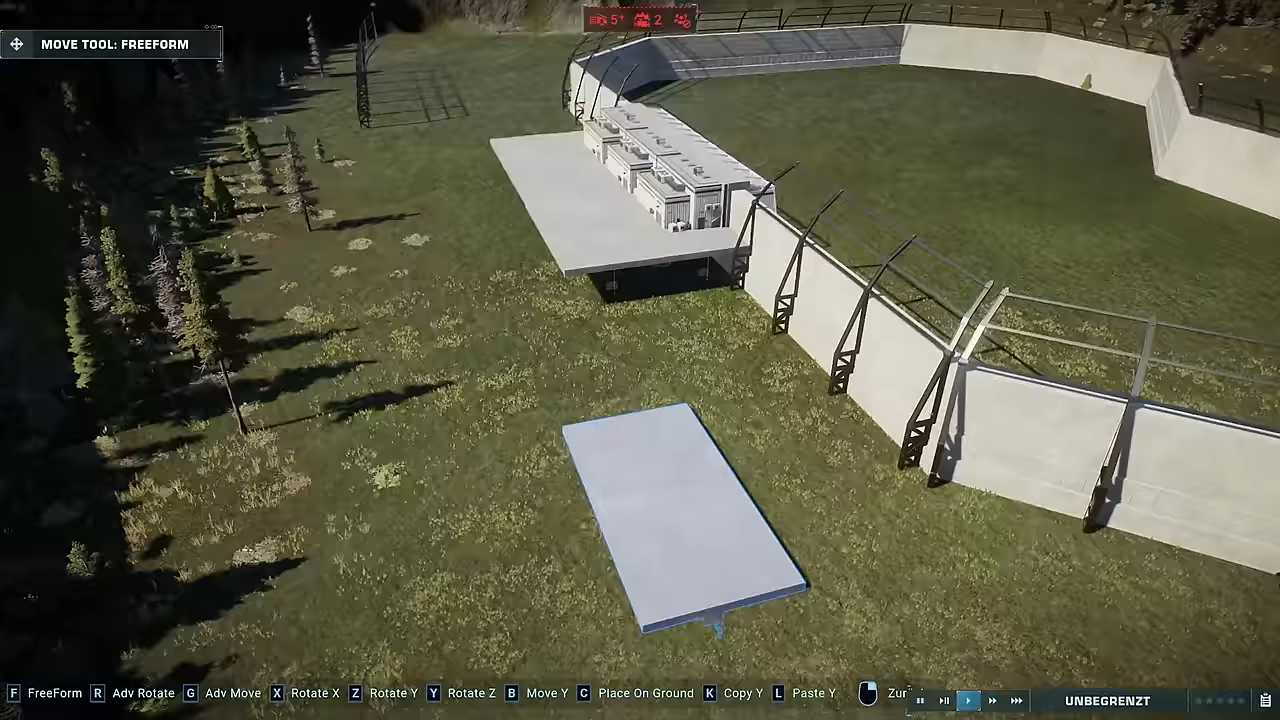 5+ 2
MOVE TOOL: FREEFORM
F FreeForm R Adv Rotate G Adv Move X Rotate X Z Rotate Y Y Rotate Z B Move Y C Place On Ground K Copy Y L Paste Y Zur
UNBEGRENZT